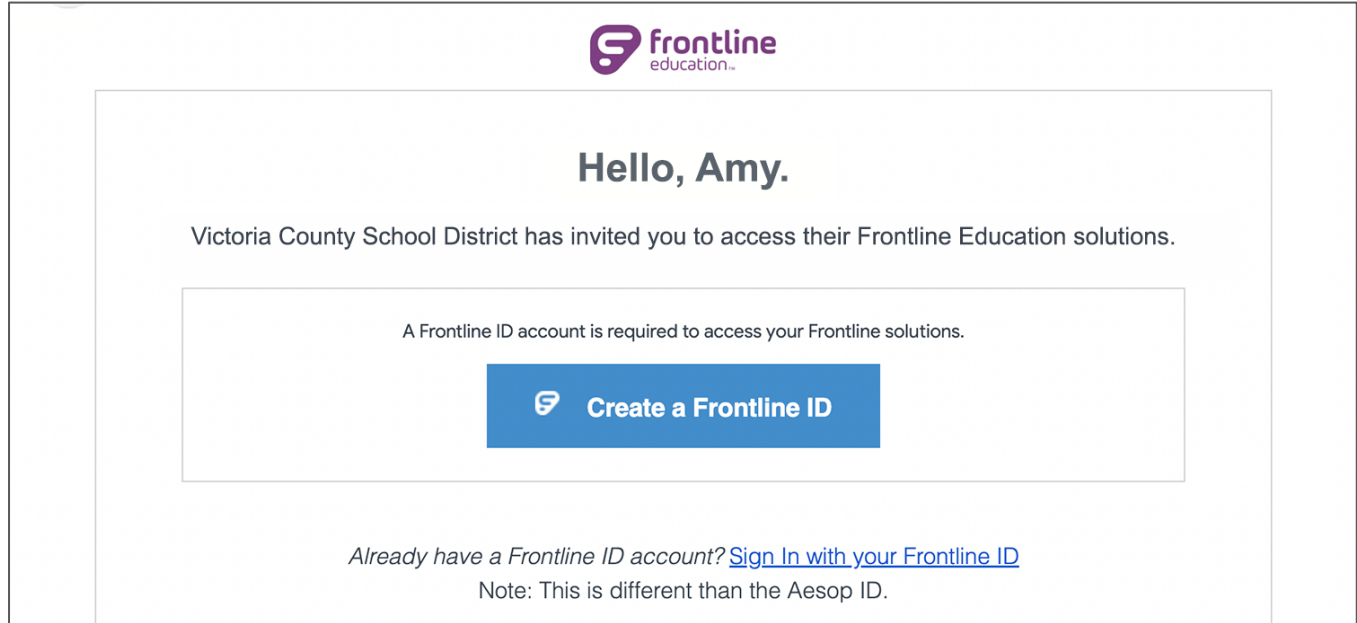 frontline
education™
Hello, Amy.
Victoria County School District has invited you to access their Frontline Education solutions.
A Frontline ID account is required to access your Frontline solutions.
Create a Frontline ID
Already have a Frontline ID account? Sign In with your Frontline ID
Note: This is different than the Aesop ID.